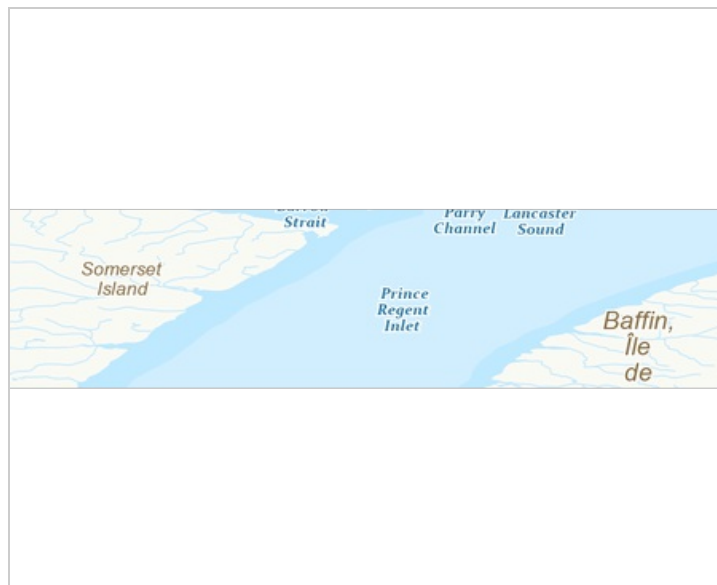 Strait
Parry
Channel
Lancaster
Sound
Somerset
Island
Prince
Regent
Inlet
Baffin,
Île
de